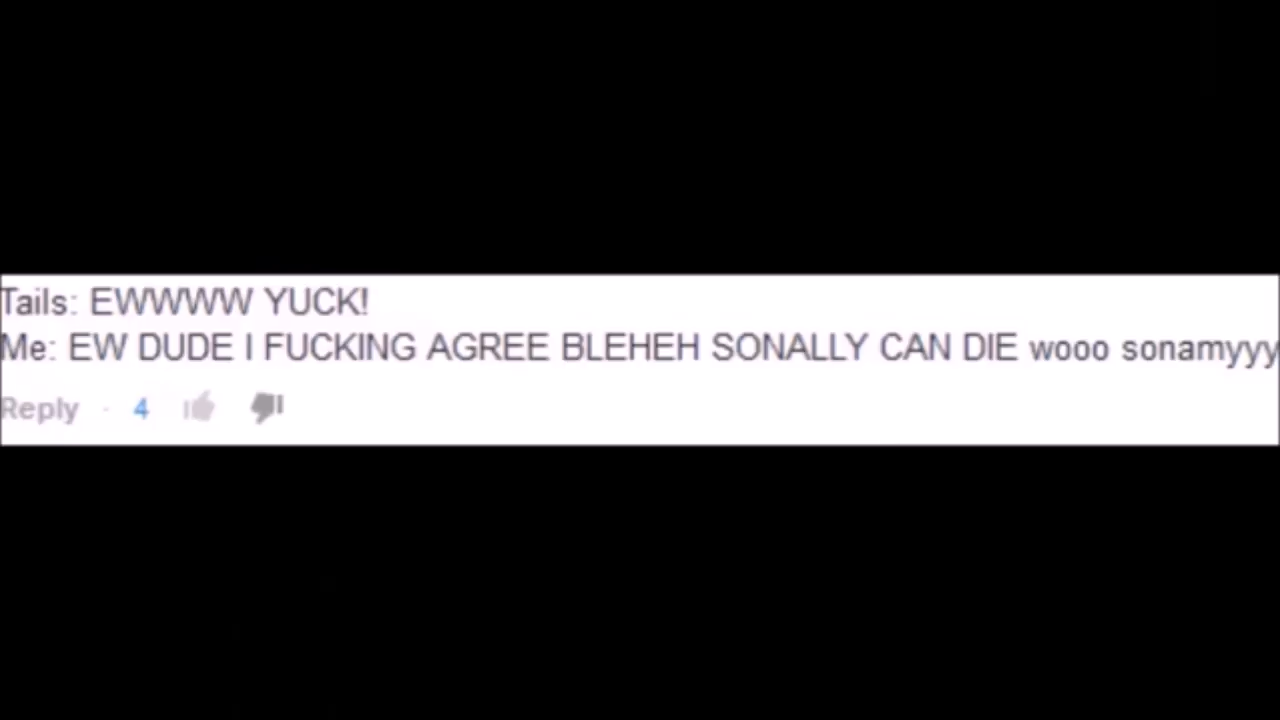 Tails: EWWWW YUCK!
Me: EW DUDE I FUCKING AGREE BLEHEH SONALLY CAN DIE wooo sonamyyy
Reply · 4